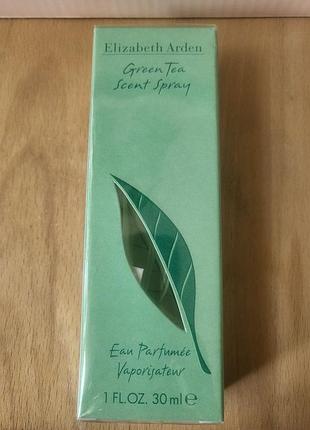 Elizabeth Arden
Green Tea
Scent Spray
Eau Parfumée
Vaporisateur
1 FL.OZ. 30 ml ℮